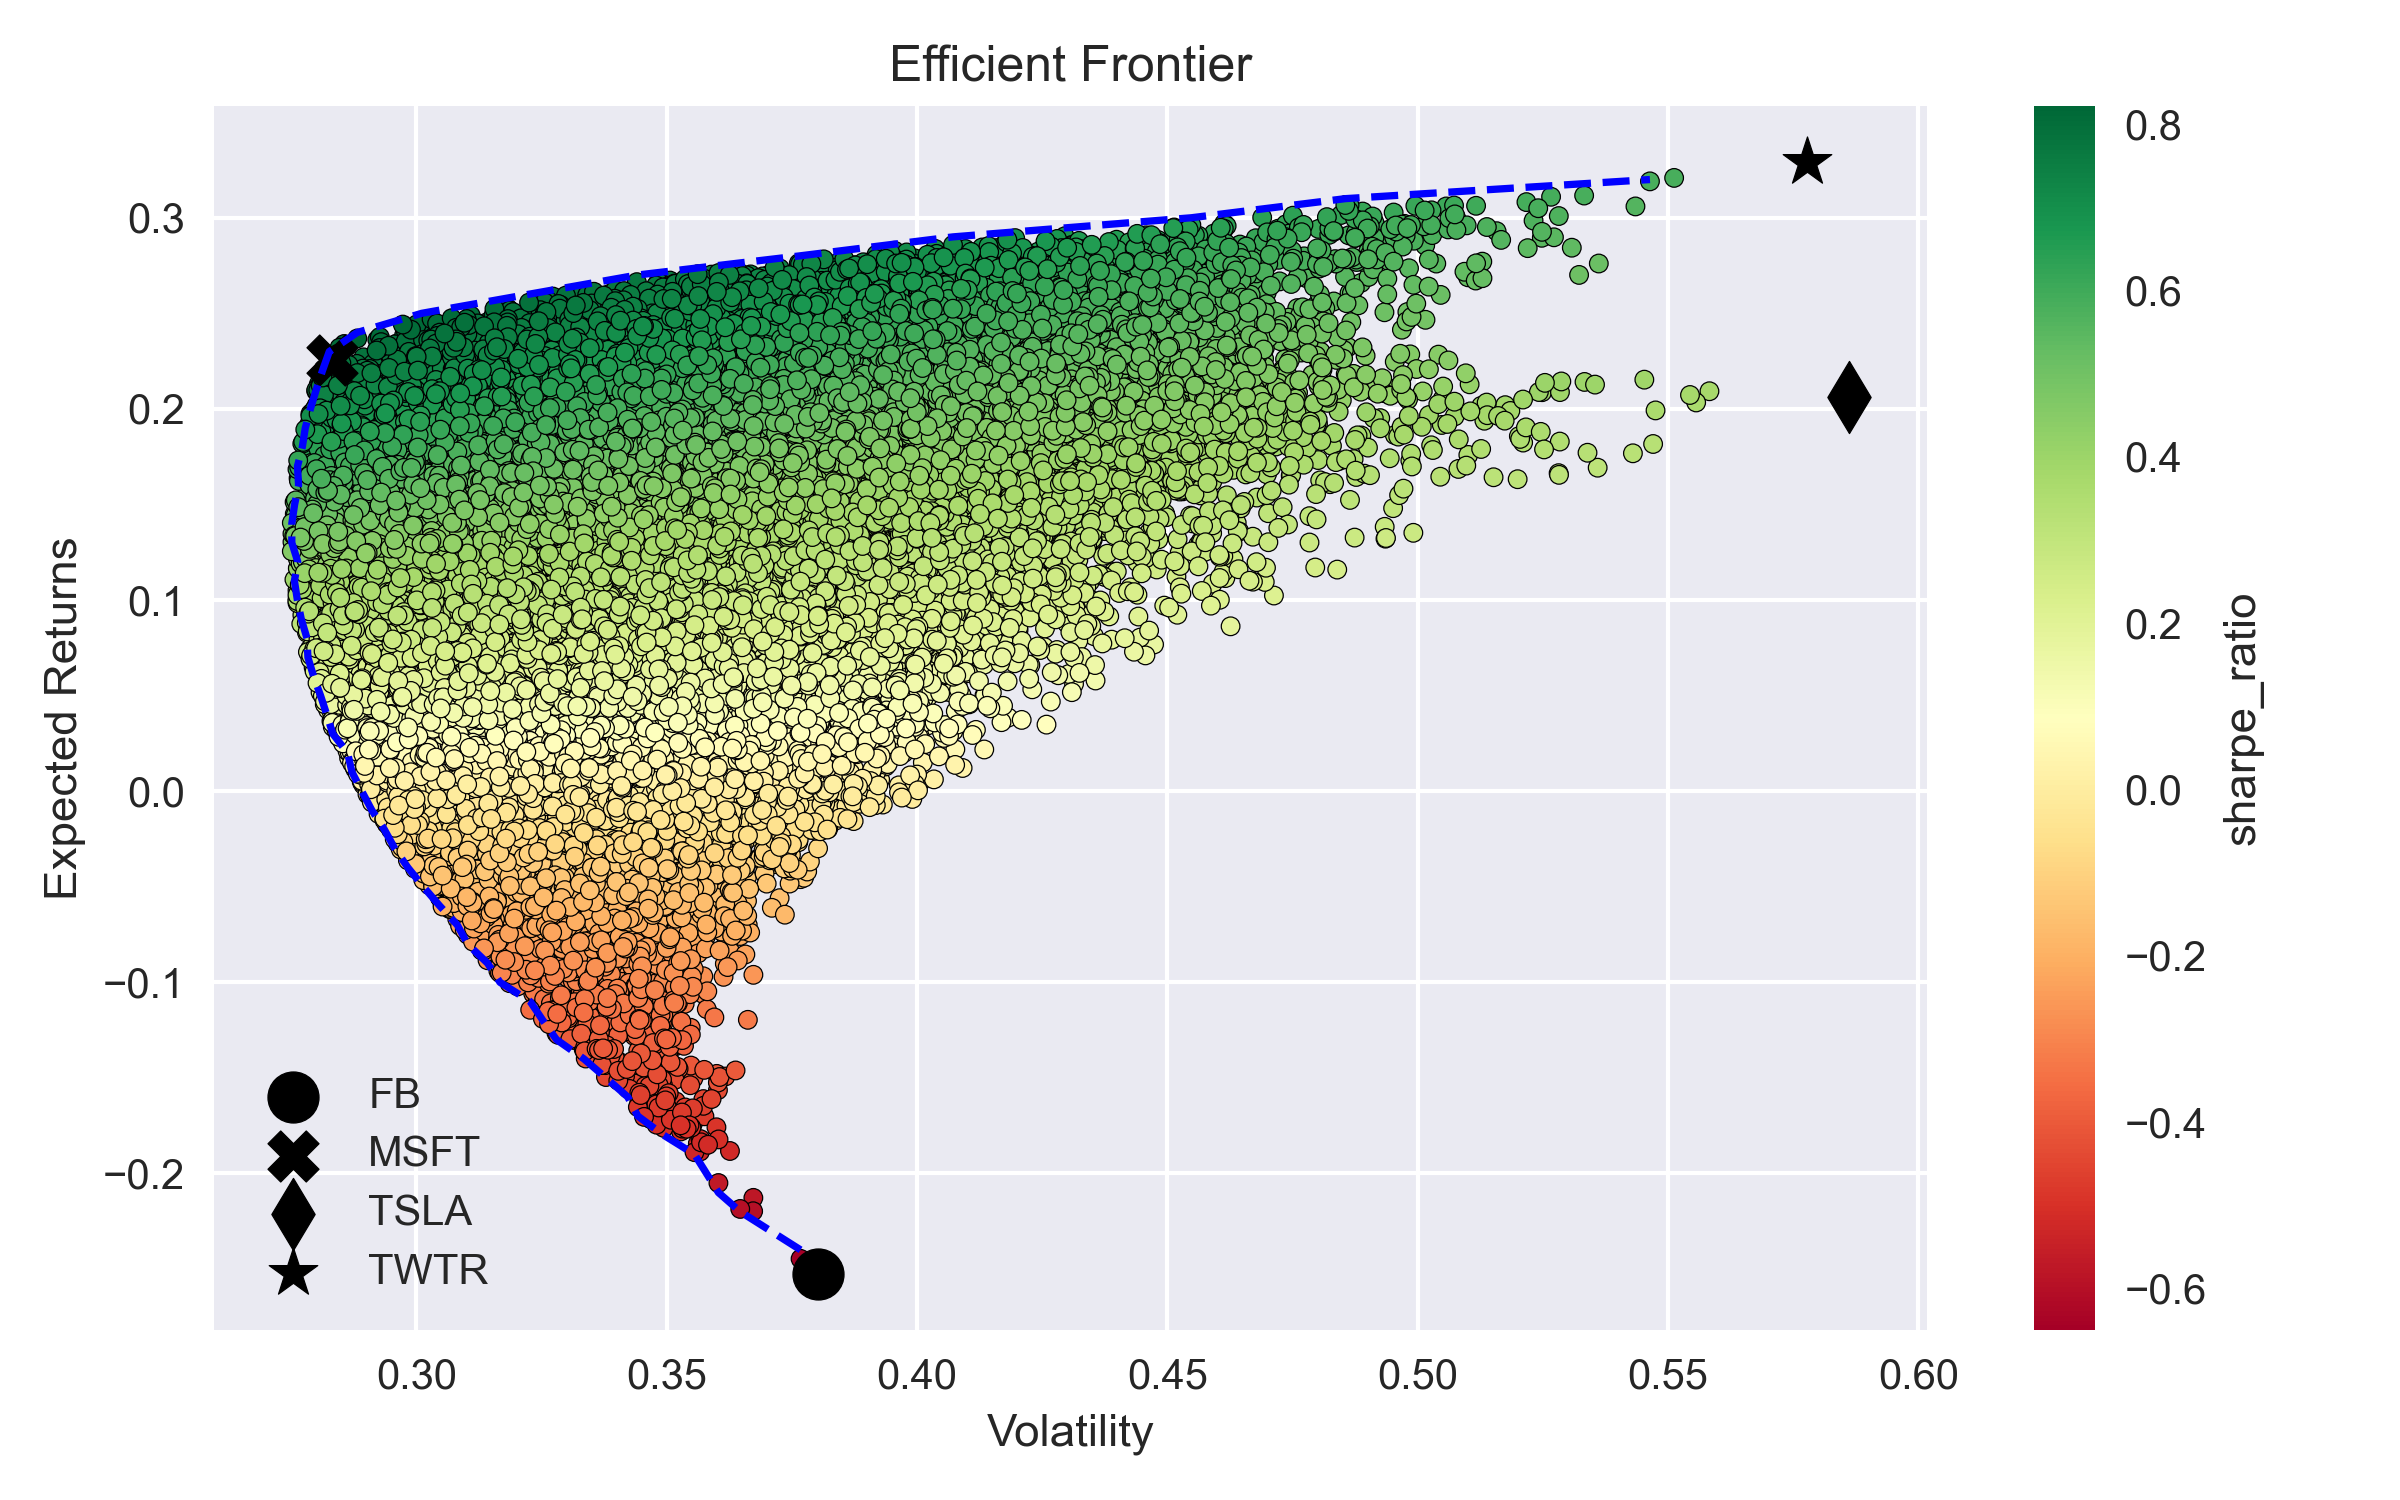 Efficient Frontier
Expected Returns
0.3
0.2
0.1
0.0
−0.1
−0.2
FB
MSFT
TSLA
TWTR
0.30 0.35 0.40 0.45 0.50 0.55 0.60
Volatility
0.8
0.6
0.4
0.2
0.0
−0.2
−0.4
−0.6
sharpe_ratio